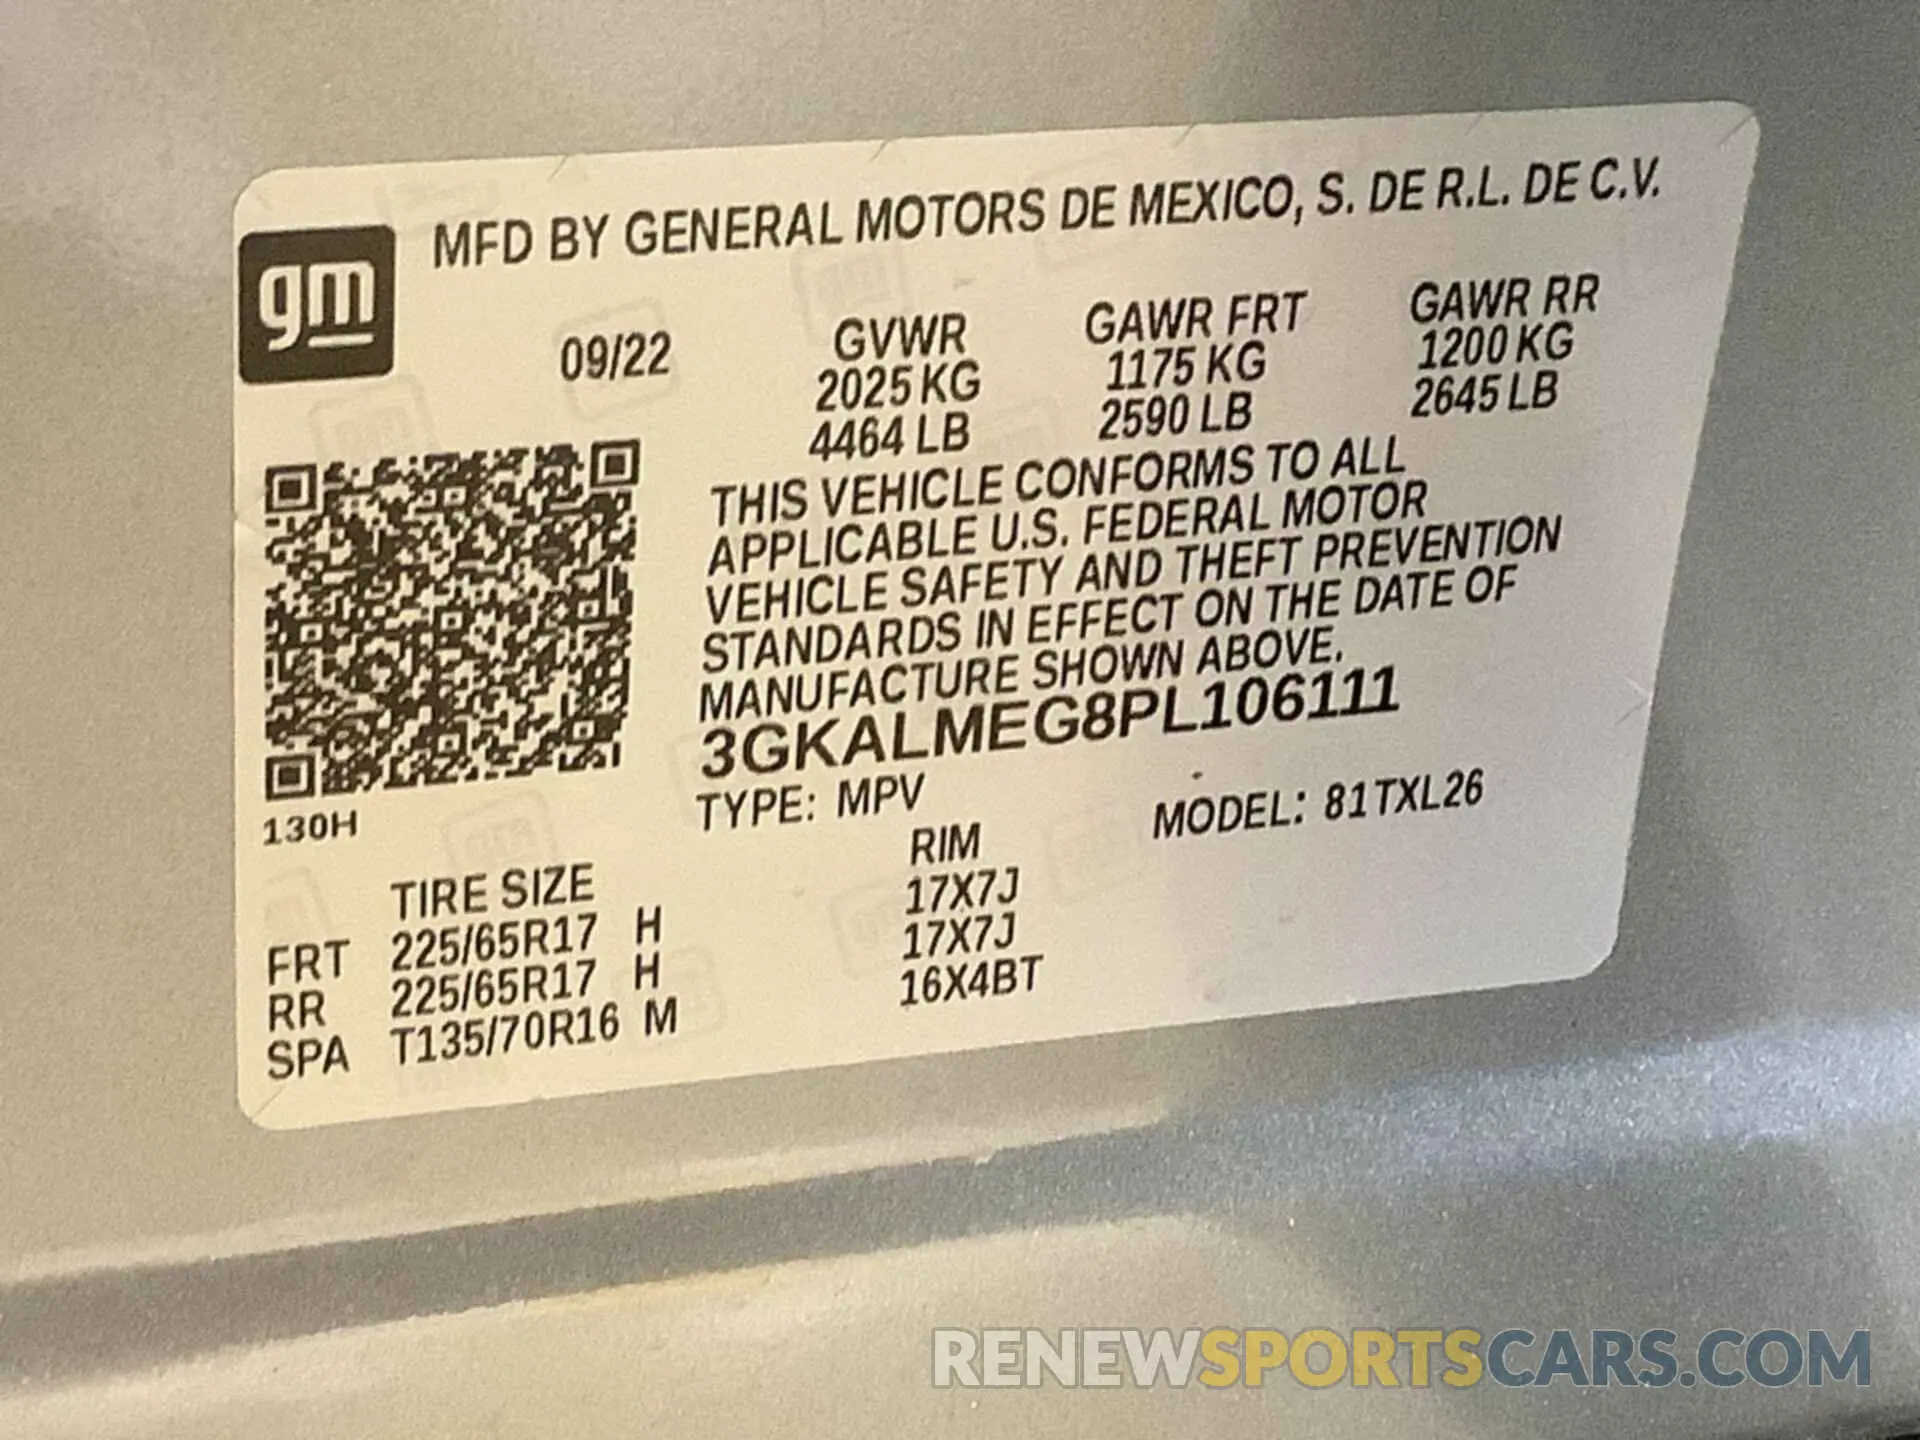 gm
MFD BY GENERAL MOTORS DE MEXICO, S. DE R.L. DE C.V.
09/22 GVWR GAWR FRT GAWR RR
2025 KG 1175 KG 1200 KG
4464 LB 2590 LB 2645 LB
THIS VEHICLE CONFORMS TO ALL
APPLICABLE U.S. FEDERAL MOTOR
VEHICLE SAFETY AND THEFT PREVENTION
STANDARDS IN EFFECT ON THE DATE OF
MANUFACTURE SHOWN ABOVE.
3GKALMEG8PL106111
TYPE: MPV MODEL: 81TXL26
130H
TIRE SIZE RIM
FRT 225/65R17 H 17X7J
RR 225/65R17 H 17X7J
SPA T135/70R16 M 16X4BT
RENEWSPORTSCARS.COM